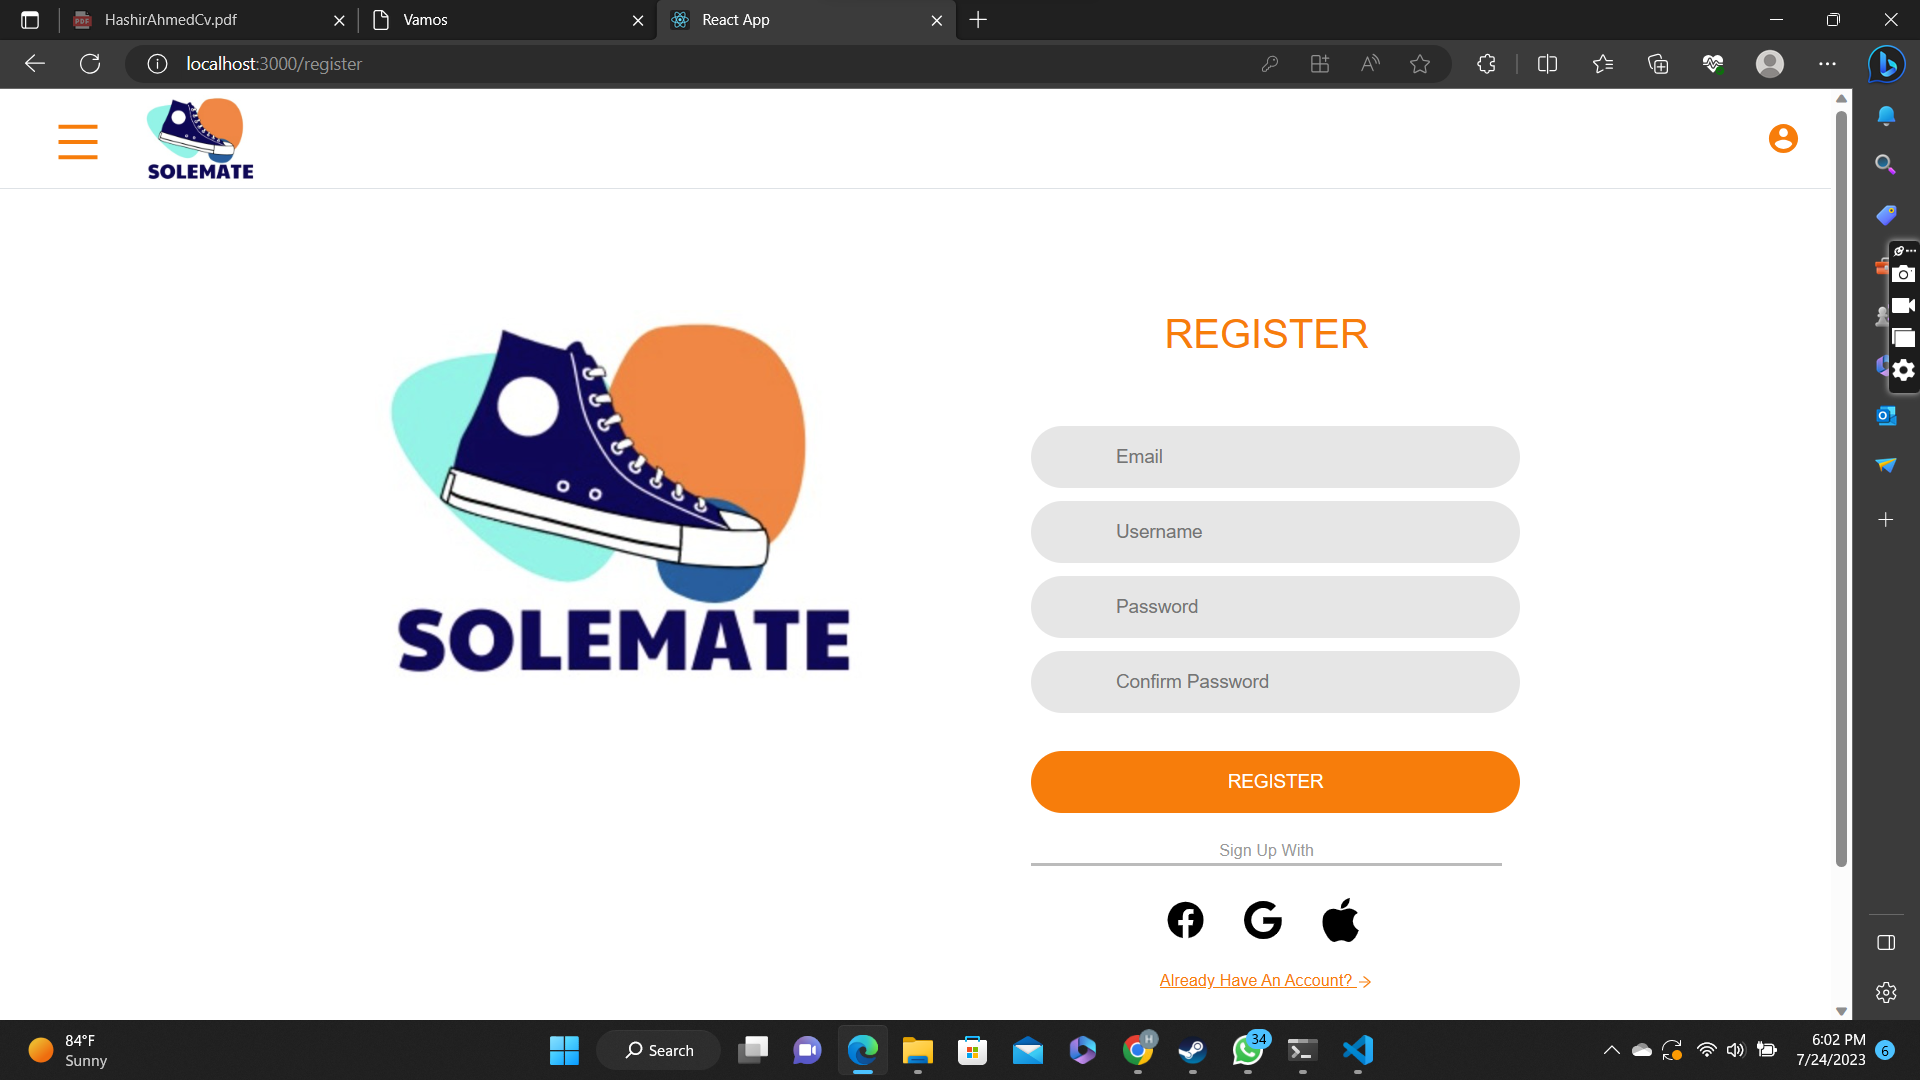 HashirAhmedCv.pdf
Vamos
React App
localhost:3000/register
SOLEMATE
REGISTER
SOLEMATE
Email
Username
Password
Confirm Password
REGISTER
Sign Up With
Already Have An Account?
84°F
Sunny
Search
H
34
6:02 PM
7/24/2023
6